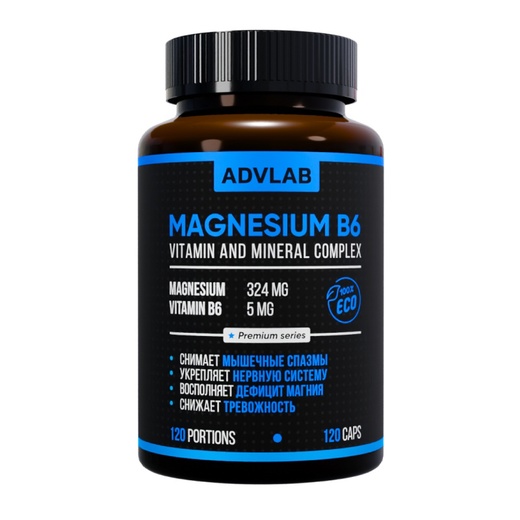 ADVLAB
MAGNESIUM B6
VITAMIN AND MINERAL COMPLEX
MAGNESIUM 324 MG
VITAMIN B6 5 MG
100% ECO
Premium series
СНИМАЕТ МЫШЕЧНЫЕ СПАЗМЫ
УКРЕПЛЯЕТ НЕРВНУЮ СИСТЕМУ
ВОСПОЛНЯЕТ ДЕФИЦИТ МАГНИЯ
СНИЖАЕТ ТРЕВОЖНОСТЬ
120 PORTIONS 120 CAPS